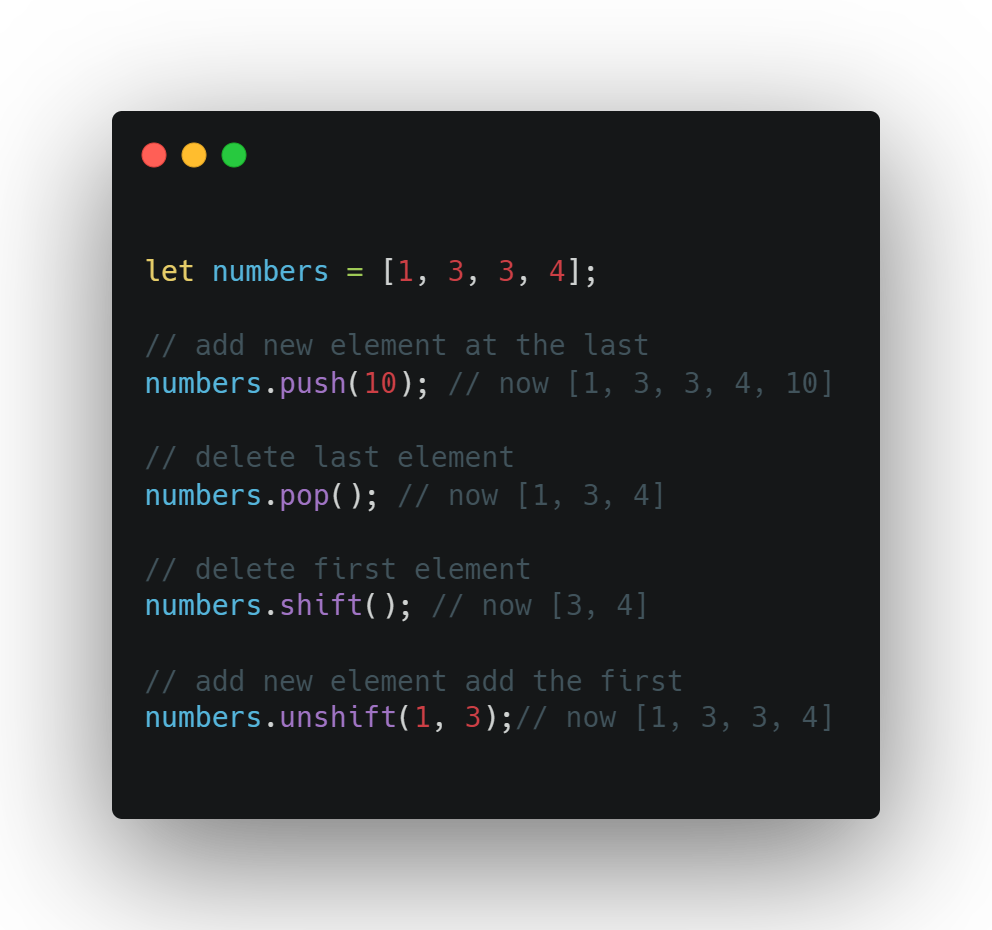 let numbers = [1, 3, 3, 4];
// add new element at the last
numbers.push(10); // now [1, 3, 3, 4, 10]
// delete last element
numbers.pop(); // now [1, 3, 4]
// delete first element
numbers.shift(); // now [3, 4]
// add new element add the first
numbers.unshift(1, 3);// now [1, 3, 3, 4]